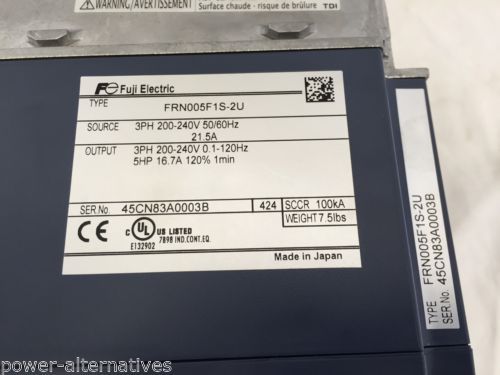 ⚠WARNING/AVERTISSEMENT
Surface chaude - risque de brûlure
TDI
Fe Fuji Electric
TYPE FRN005F1S-2U
SOURCE 3PH 200-240V 50/60Hz
21.5A
OUTPUT 3PH 200-240V 0.1-120Hz
5HP 16.7A 120% 1min
SER.No. 45CN83A0003B 424 SCCR 100kA
WEIGHT 7.5lbs
CE c UL US LISTED
7898 IND.CONT.EQ.
E132902
Made in Japan
TYPE FRN005F1S-2U
SER.No. 45CN83A0003B
power-alternatives